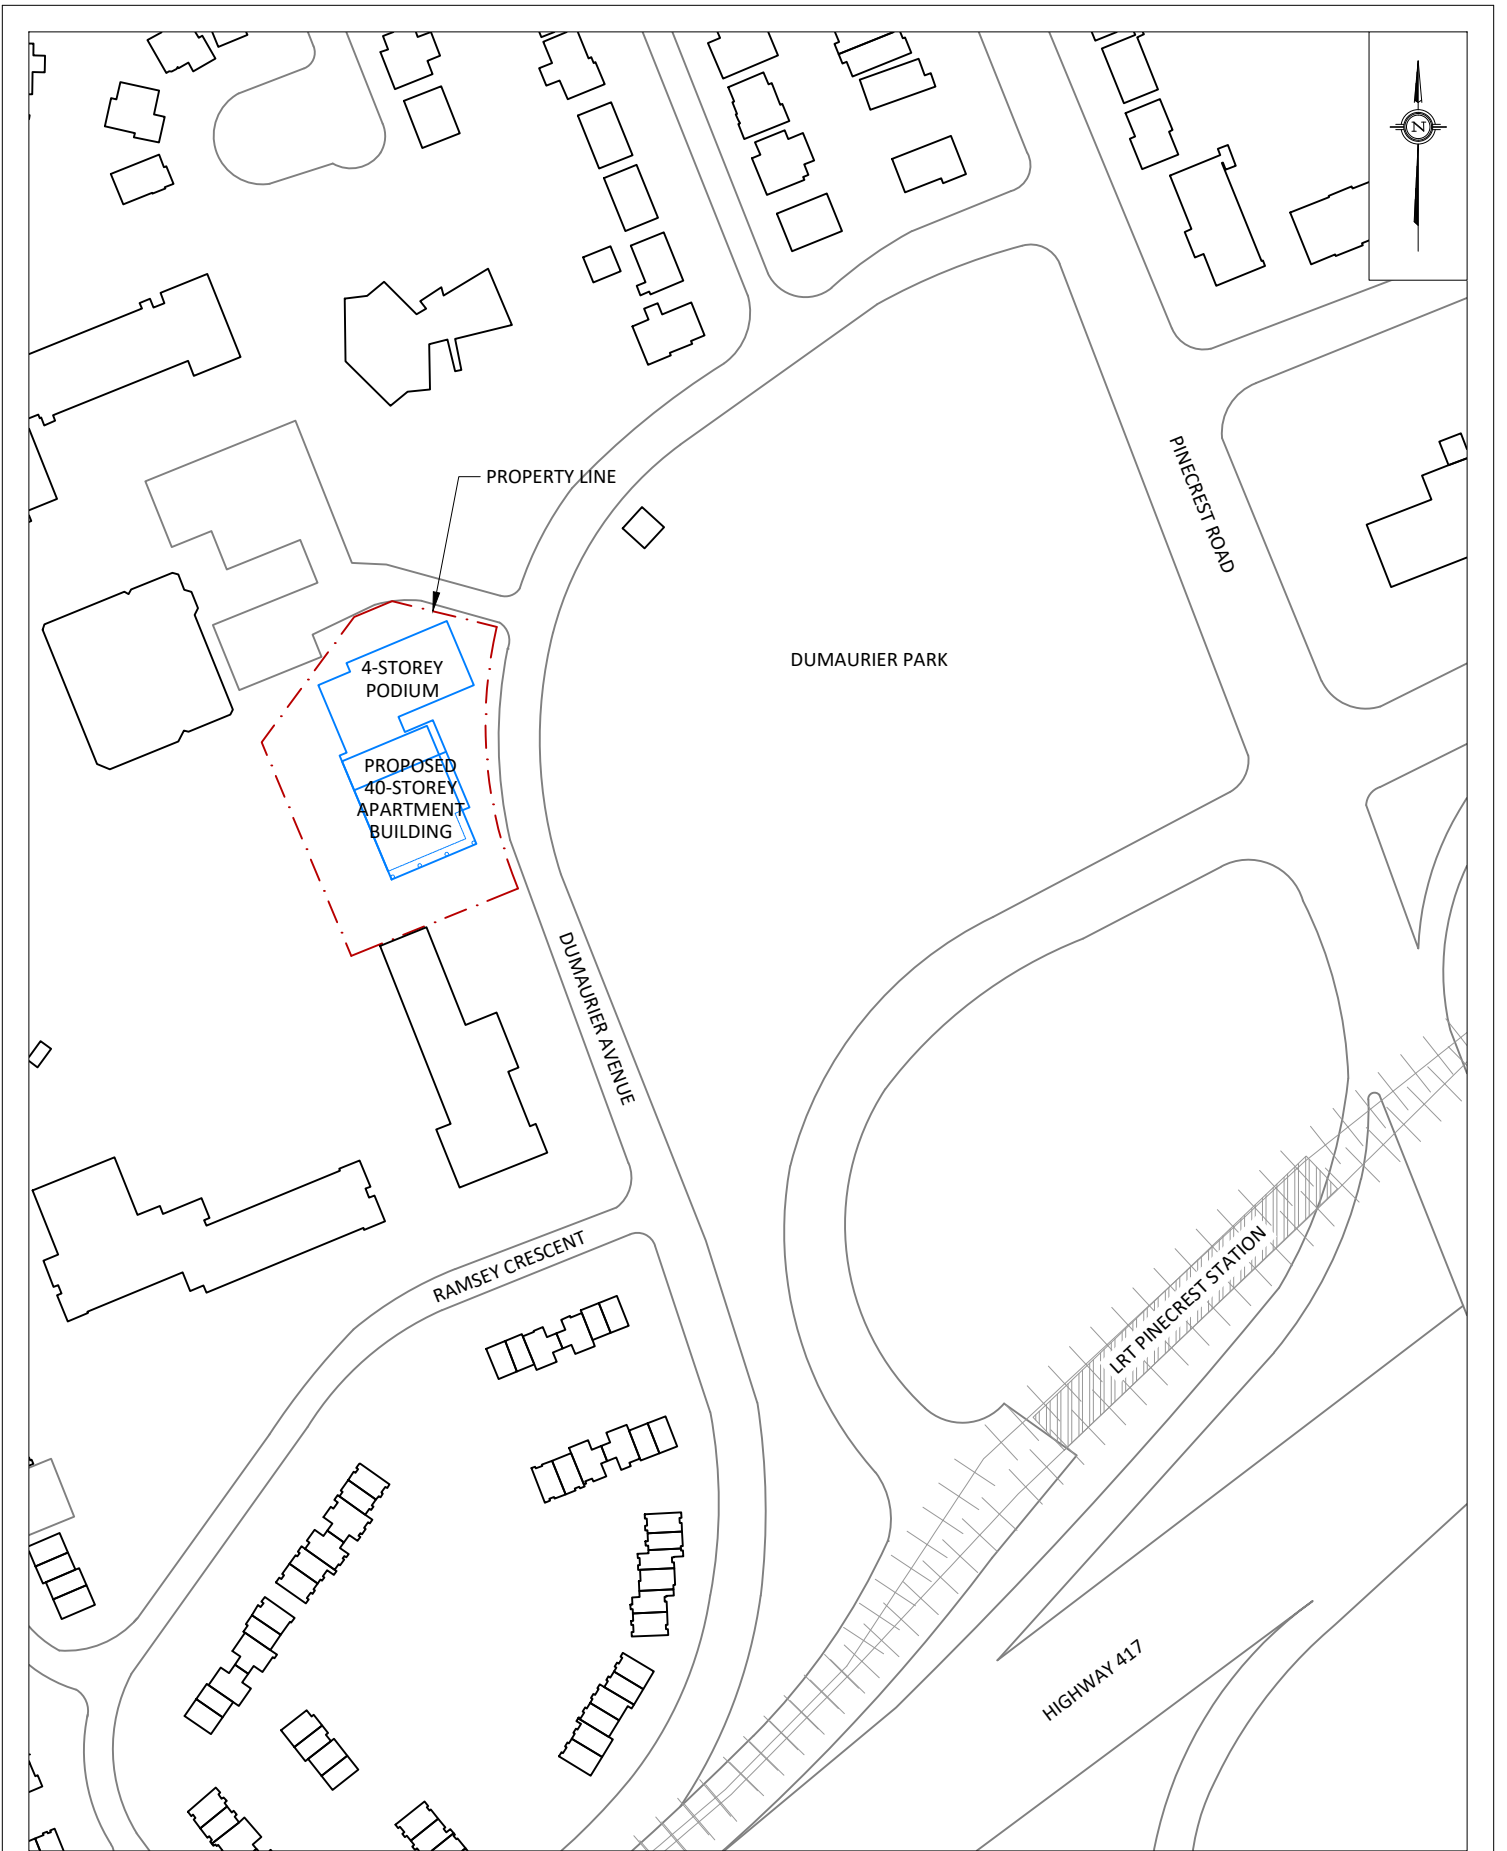 N
PROPERTY LINE
PINECREST ROAD
4-STOREY
PODIUM
DUMAURIER PARK
PROPOSED
40-STOREY
APARTMENT
BUILDING
DUMAURIER AVENUE
RAMSEY CRESCENT
LRT PINECREST STATION
HIGHWAY 417